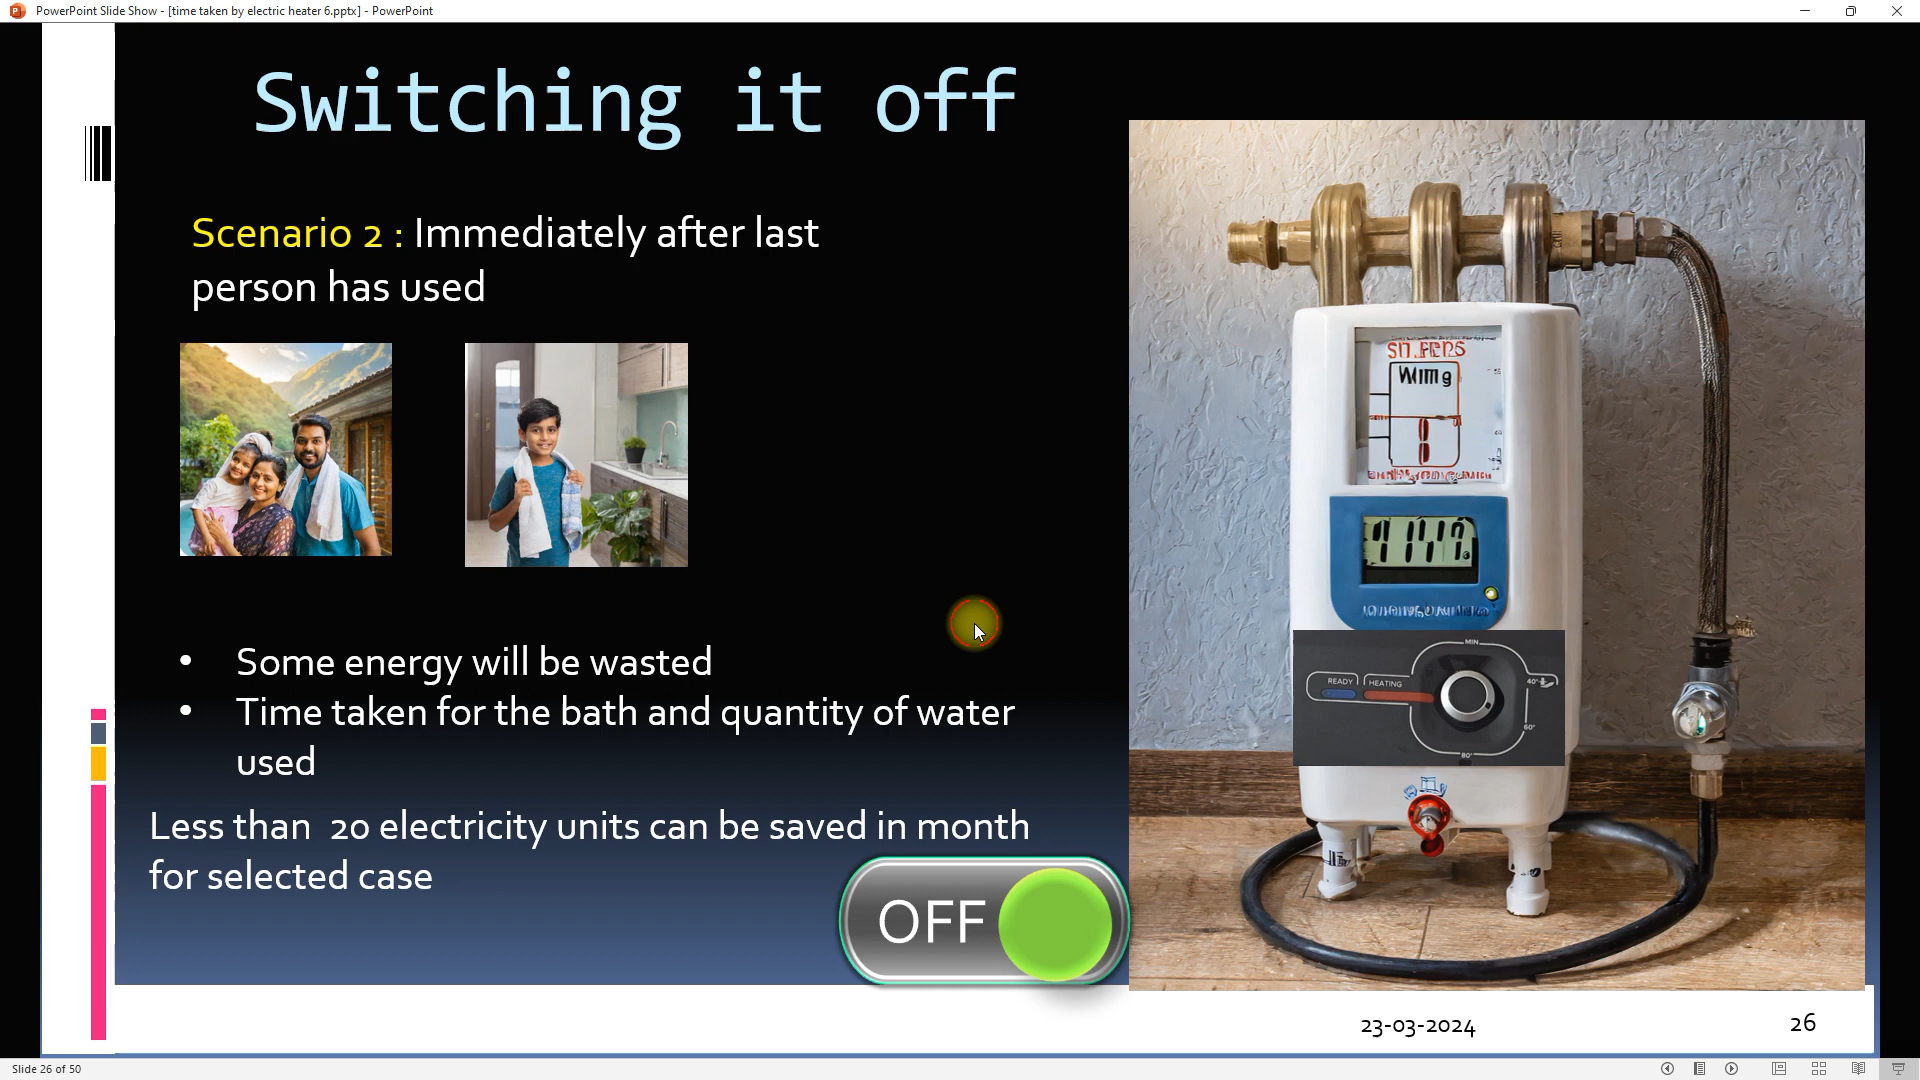 PowerPoint Slide Show - [time taken by electric heater 6.pptx] - PowerPoint
Switching it off
Scenario 2 : Immediately after last
person has used
• Some energy will be wasted
• Time taken for the bath and quantity of water
used
Less than 20 electricity units can be saved in month
for selected case
OFF
MIN
READY HEATING
40°
60°
80°
23-03-2024
26
Slide 26 of 50